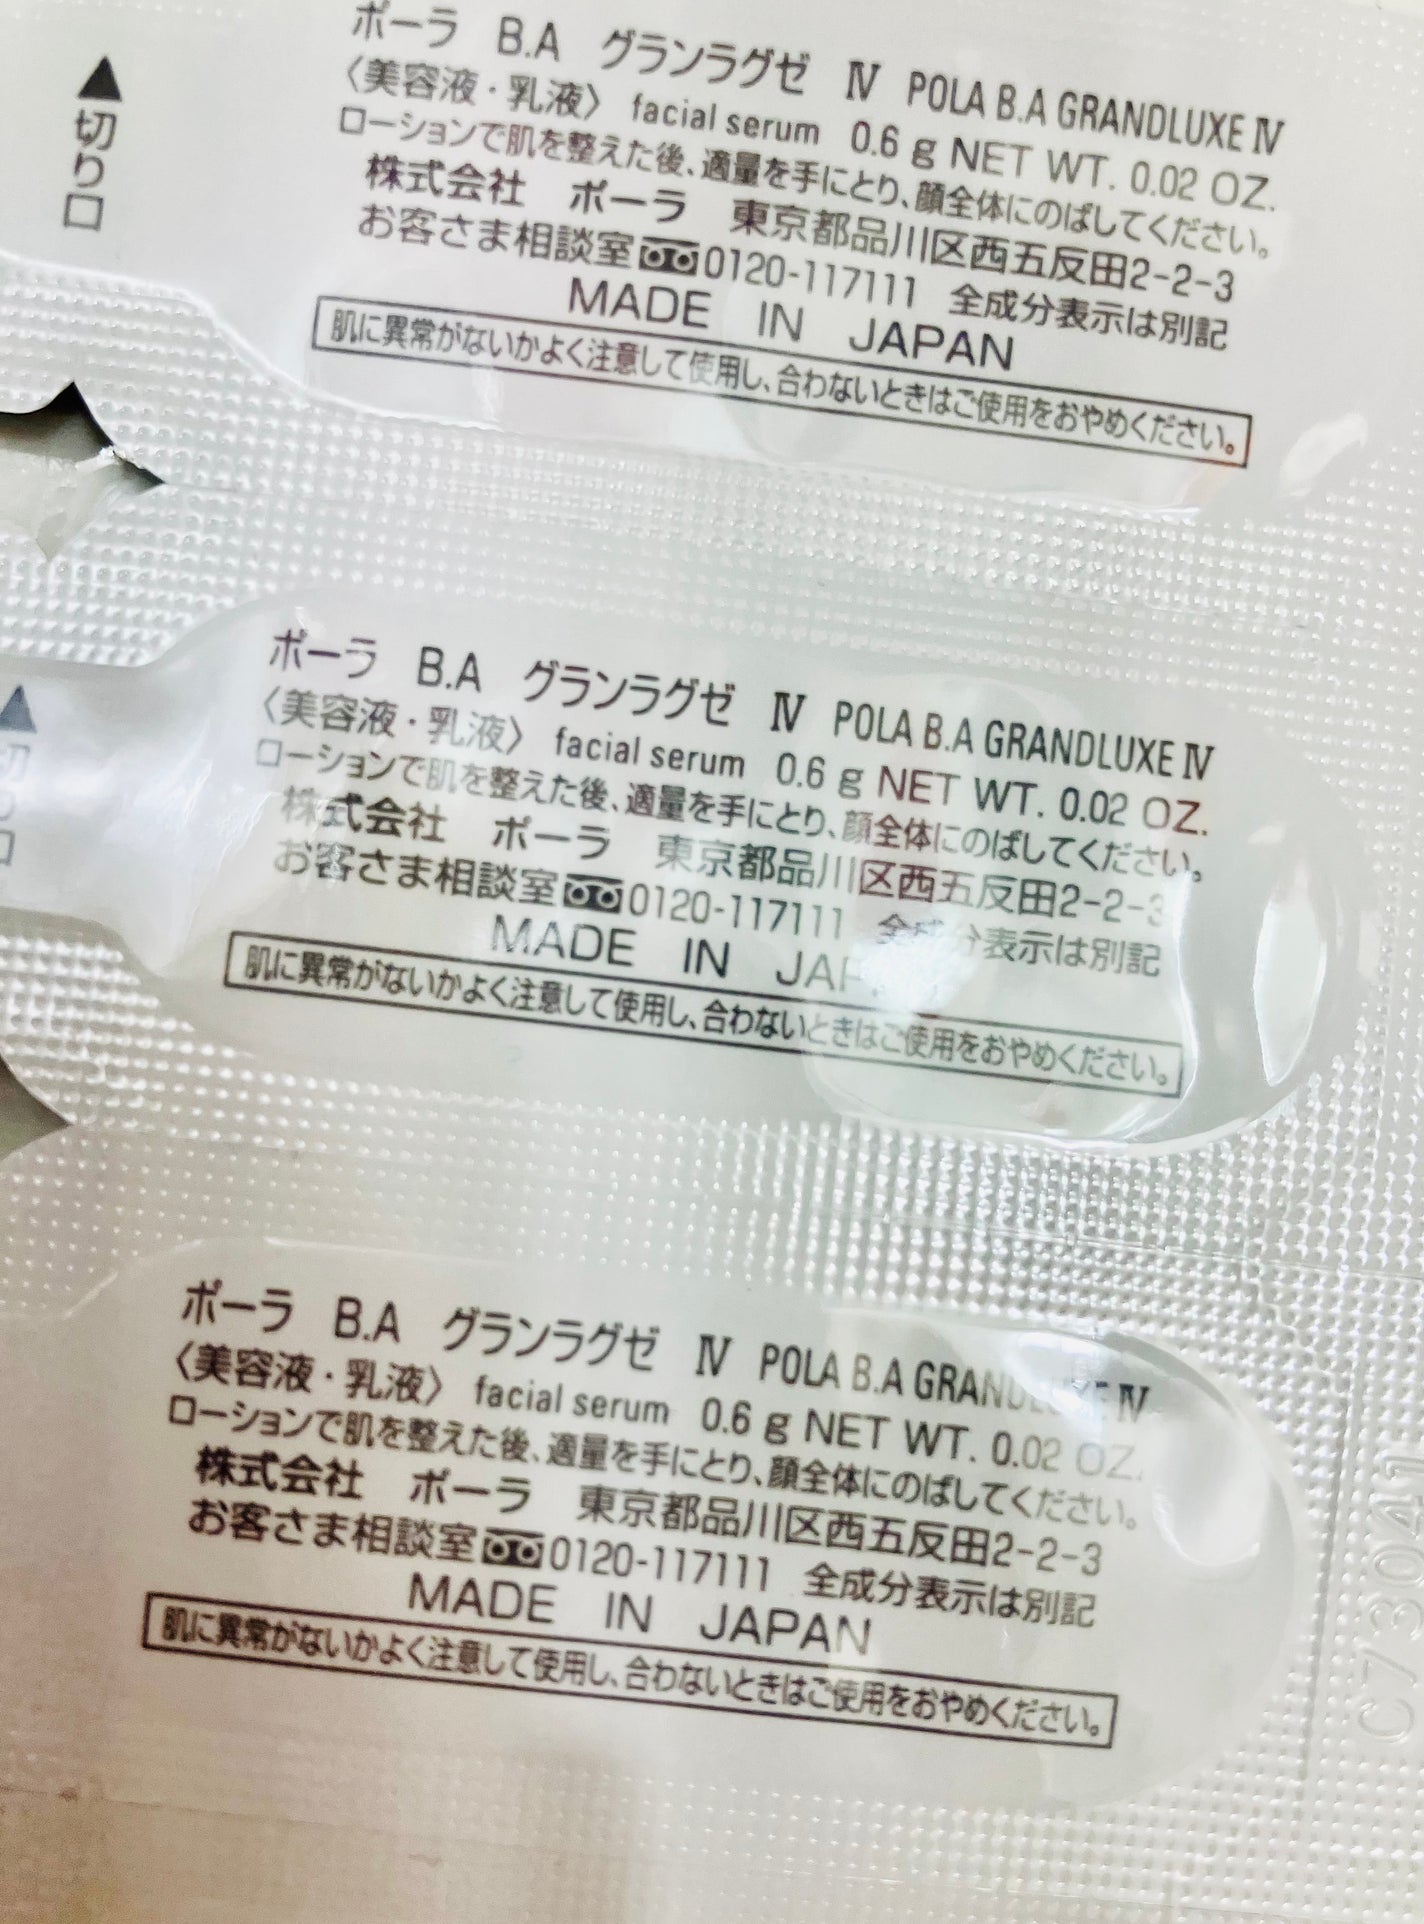 ▲切り口
ポーラ B.A グランラグゼ Ⅳ POLA B.A GRANDLUXE Ⅳ
〈美容液・乳液〉 facial serum 0.6 g NET WT. 0.02 OZ.
ローションで肌を整えた後、適量を手にとり、顔全体にのばしてください。
株式会社 ポーラ 東京都品川区西五反田2-2-3
お客さま相談室 0120-117111 全成分表示は別記
MADE IN JAPAN
肌に異常がないかよく注意して使用し、合わないときはご使用をおやめください。
▲切り口
ポーラ B.A グランラグゼ Ⅳ POLA B.A GRANDLUXE Ⅳ
〈美容液・乳液〉 facial serum 0.6 g NET WT. 0.02 OZ.
ローションで肌を整えた後、適量を手にとり、顔全体にのばしてください。
株式会社 ポーラ 東京都品川区西五反田2-2-3
お客さま相談室 0120-117111 全成分表示は別記
MADE IN JAP
肌に異常がないかよく注意して使用し、合わないときはご使用をおやめください。
ポーラ B.A グランラグゼ Ⅳ POLA B.A GRANDLUXE Ⅳ
〈美容液・乳液〉 facial serum 0.6 g NET WT. 0.02 OZ.
ローションで肌を整えた後、適量を手にとり、顔全体にのばしてください。
株式会社 ポーラ 東京都品川区西五反田2-2-3
お客さま相談室 0120-117111 全成分表示は別記
MADE IN JAPAN
肌に異常がないかよく注意して使用し、合わないときはご使用をおやめください。
C73041